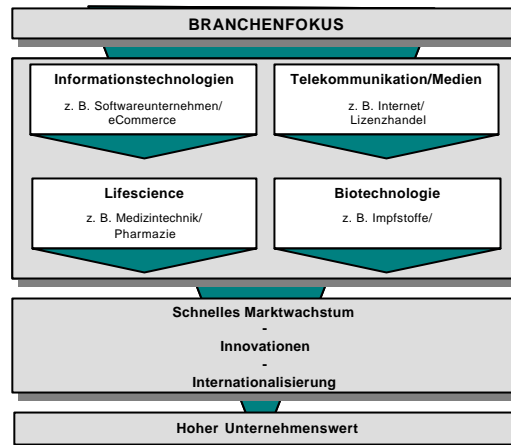 BRANCHENFOKUS
Informationstechnologien
z. B. Softwareunternehmen/
eCommerce
Telekommunikation/Medien
z. B. Internet/
Lizenzhandel
Lifescience
z. B. Medizintechnik/
Pharmazie
Biotechnologie
z. B. Impfstoffe/
Schnelles Marktwachstum
-
Innovationen
-
Internationalisierung
Hoher Unternehmenswert